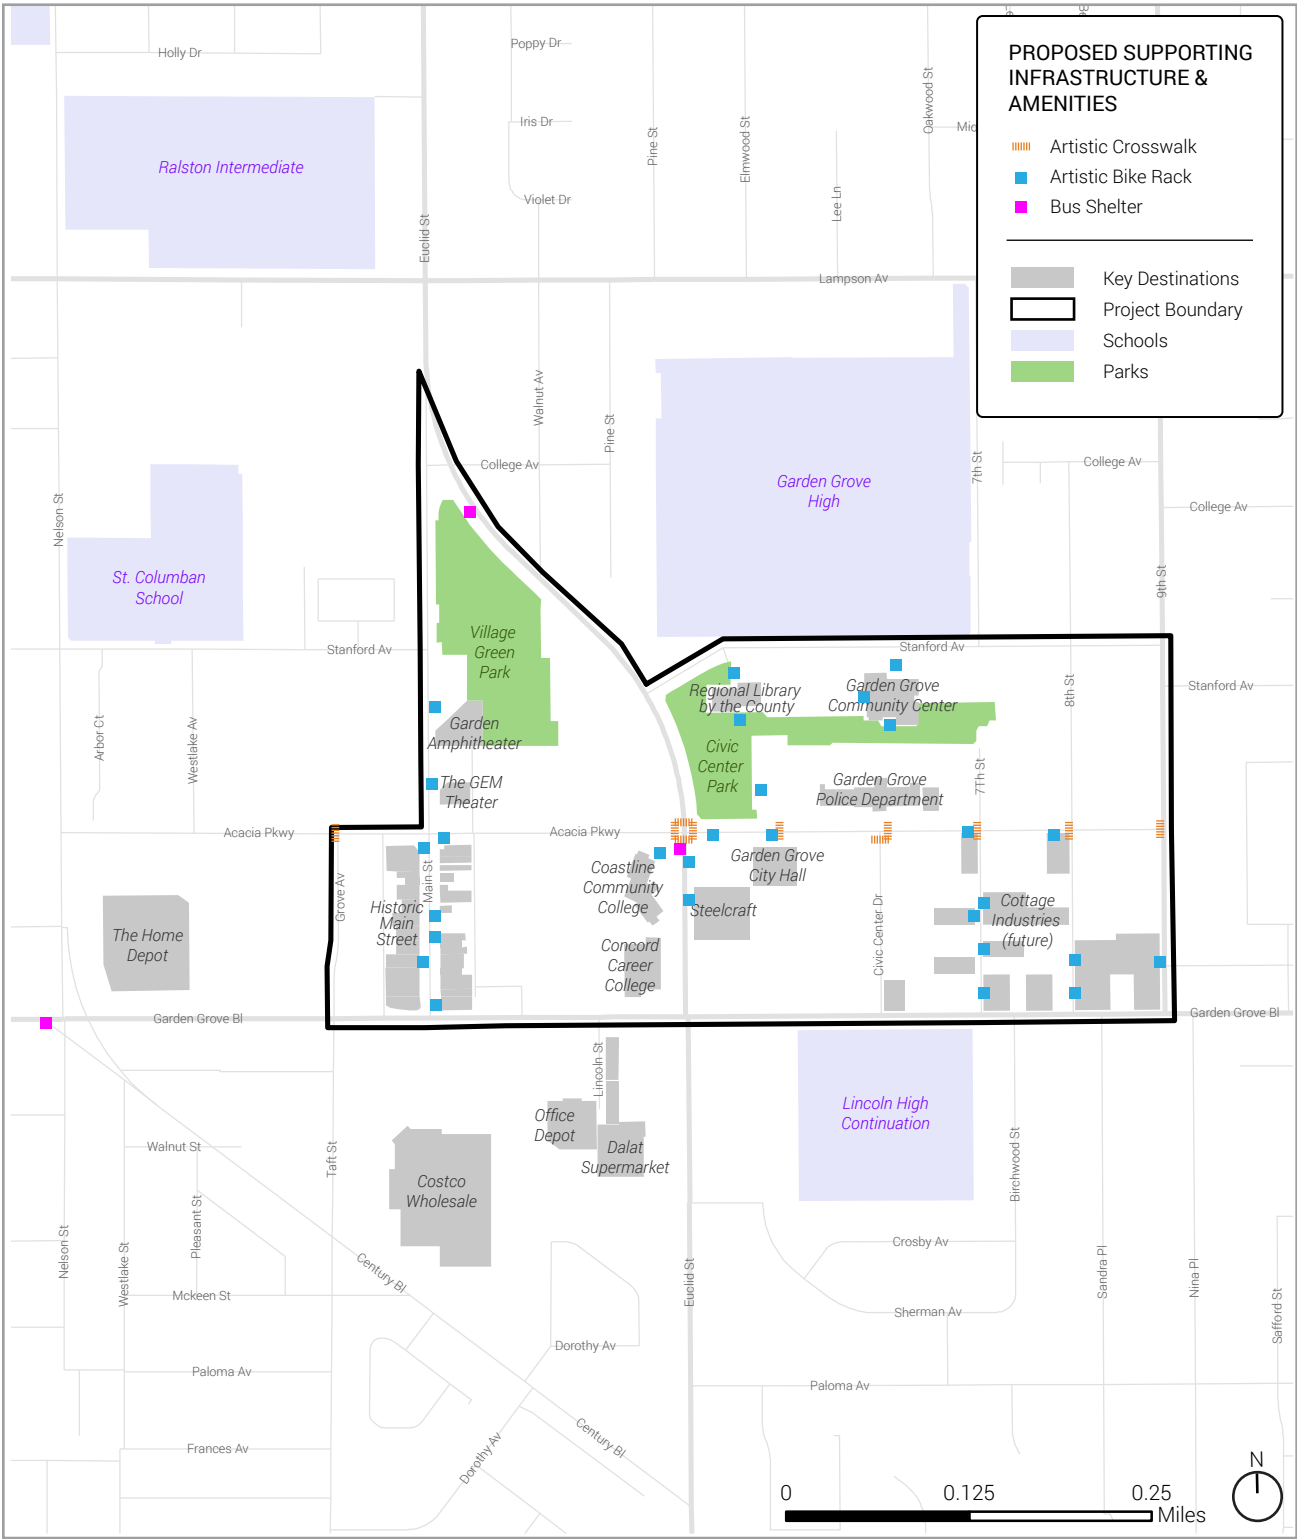 Holly Dr
Poppy Dr
Iris Dr
Violet Dr
Ralston Intermediate
Euclid St
Pine St
Elmwood St
Lee Ln
Oakwood St
Lampson Av
PROPOSED SUPPORTING
INFRASTRUCTURE &
AMENITIES
Artistic Crosswalk
Artistic Bike Rack
Bus Shelter
Key Destinations
Project Boundary
Schools
Parks
Walnut Av
Pine St
College Av
Garden Grove
High
7th St
College Av
College Av
9th St
Nelson St
St. Columban
School
Stanford Av
Village
Green
Park
Stanford Av
Stanford Av
8th St
Arbor Ct
Westlake Av
Garden
Amphitheater
Regional Library
by the County
Garden Grove
Community Center
Civic
Center
Park
The GEM
Theater
Garden Grove
Police Department
7Th St
Acacia Pkwy
Acacia Pkwy
Grove Av
Main St
Historic
Main
Street
Coastline
Community
College
Garden Grove
City Hall
Steelcraft
Concord
Career
College
Civic Center Dr
Cottage
Industries
(future)
The Home
Depot
Garden Grove Bl
Garden Grove Bl
Lincoln St
Office
Depot
Dalat
Supermarket
Lincoln High
Continuation
Walnut St
Taft St
Costco
Wholesale
Birchwood St
Pleasant St
Nelson St
Westlake St
Mckeen St
Century Bl
Euclid St
Crosby Av
Sherman Av
Sandra Pl
Nina Pl
Safford St
Dorothy Av
Paloma Av
Paloma Av
Frances Av
Dorothy Av
Century Bl
0
0.125
0.25
Miles
N